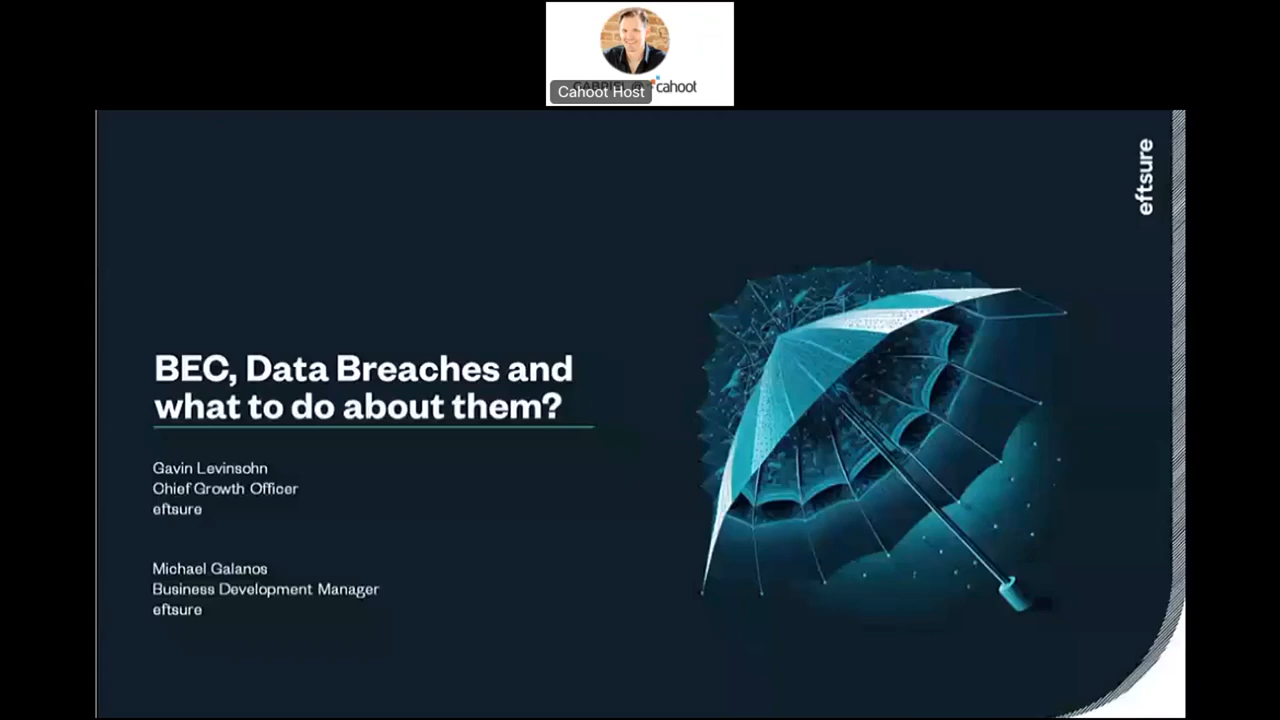 cahoot
Cahoot Host
eftsure
BEC, Data Breaches and
what to do about them?
Gavin Levinsohn
Chief Growth Officer
eftsure
Michael Galanos
Business Development Manager
eftsure